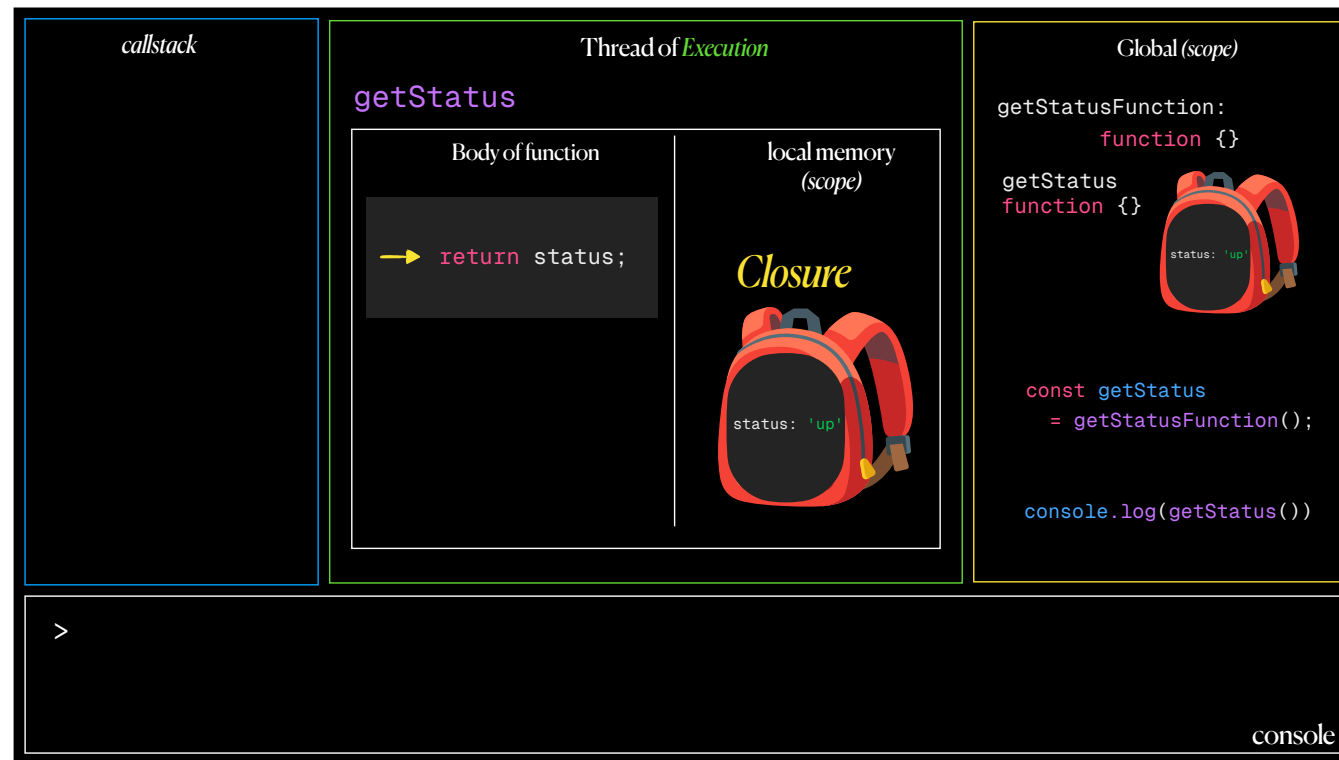 callstack
Thread of Execution
getStatus
Body of function
return status;
local memory
(scope)
Closure
status: 'up'
Global (scope)
getStatusFunction:
function {}
getStatus
function {}
status: 'up'
const getStatus
= getStatusFunction();
console.log(getStatus())
>
console